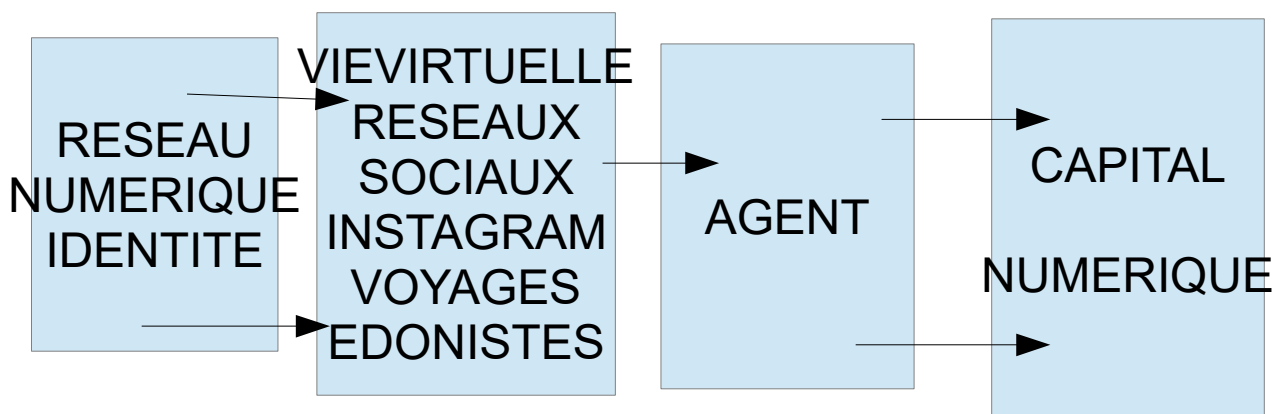 RESEAU
NUMERIQUE
IDENTITE
VIEVIRTUELLE
RESEAUX
SOCIAUX
INSTAGRAM
VOYAGES
EDONISTES
AGENT
CAPITAL
NUMERIQUE